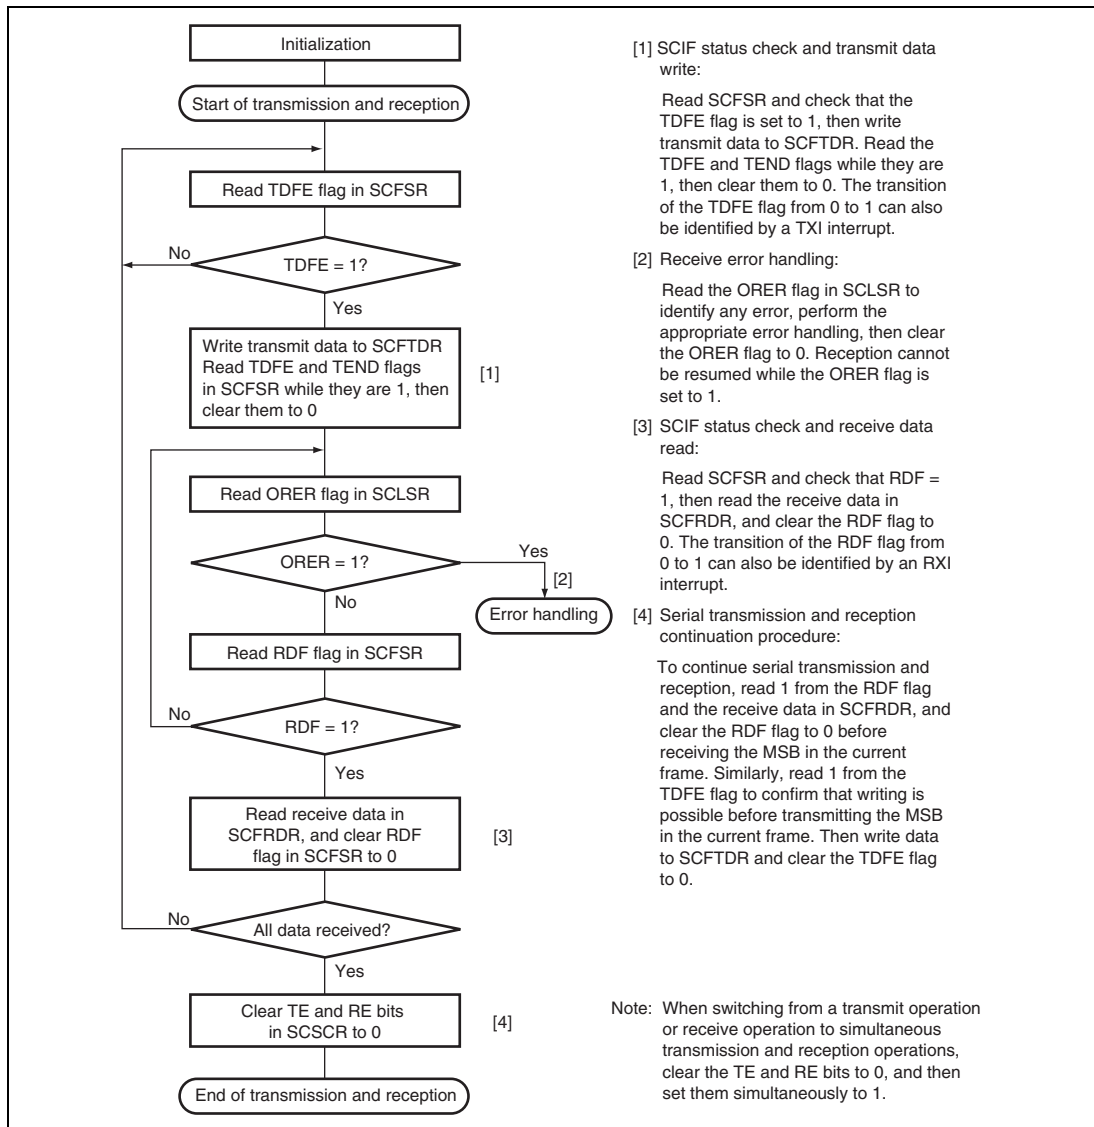 Initialization
Start of transmission and reception
Read TDFE flag in SCFSR
No
TDFE = 1?
Yes
Write transmit data to SCFTDR
Read TDFE and TEND flags
in SCFSR while they are 1, then
clear them to 0
[1]
Read ORER flag in SCLSR
ORER = 1?
Yes
[2]
No
Error handling
Read RDF flag in SCFSR
No
RDF = 1?
Yes
Read receive data in
SCFRDR, and clear RDF
flag in SCFSR to 0
[3]
No
All data received?
Yes
Clear TE and RE bits
in SCSCR to 0
[4]
End of transmission and reception
[1] SCIF status check and transmit data
write:
Read SCFSR and check that the
TDFE flag is set to 1, then write
transmit data to SCFTDR. Read the
TDFE and TEND flags while they are
1, then clear them to 0. The transition
of the TDFE flag from 0 to 1 can also
be identified by a TXI interrupt.
[2] Receive error handling:
Read the ORER flag in SCLSR to
identify any error, perform the
appropriate error handling, then clear
the ORER flag to 0. Reception cannot
be resumed while the ORER flag is
set to 1.
[3] SCIF status check and receive data
read:
Read SCFSR and check that RDF =
1, then read the receive data in
SCFRDR, and clear the RDF flag to
0. The transition of the RDF flag from
0 to 1 can also be identified by an RXI
interrupt.
[4] Serial transmission and reception
continuation procedure:
To continue serial transmission and
reception, read 1 from the RDF flag
and the receive data in SCFRDR, and
clear the RDF flag to 0 before
receiving the MSB in the current
frame. Similarly, read 1 from the
TDFE flag to confirm that writing is
possible before transmitting the MSB
in the current frame. Then write data
to SCFTDR and clear the TDFE flag
to 0.
Note: When switching from a transmit operation
or receive operation to simultaneous
transmission and reception operations,
clear the TE and RE bits to 0, and then
set them simultaneously to 1.